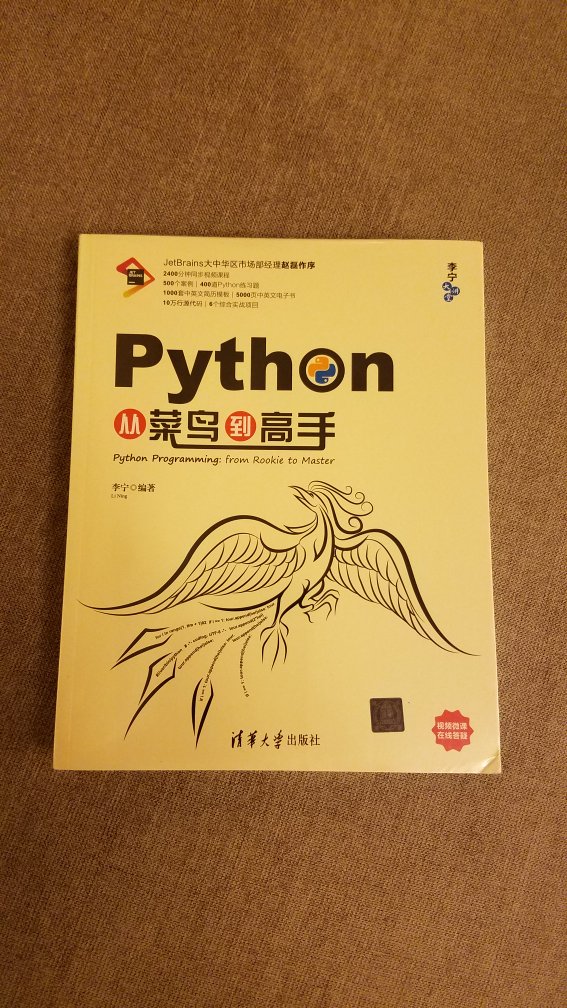 JET
BRAINS
JetBrains大中华区市场部经理赵磊作序
2400分钟同步视频课程
500个案例｜400道Python练习题
1000套中英文简历模板｜5000页中英文电子书
10万行源代码｜6个综合实战项目
李宁
大讲堂
Python
从菜鸟到高手
Python Programming: from Rookie to Master
李宁◎编著
Li Ning
清华大学出版社
视频微课
在线答疑